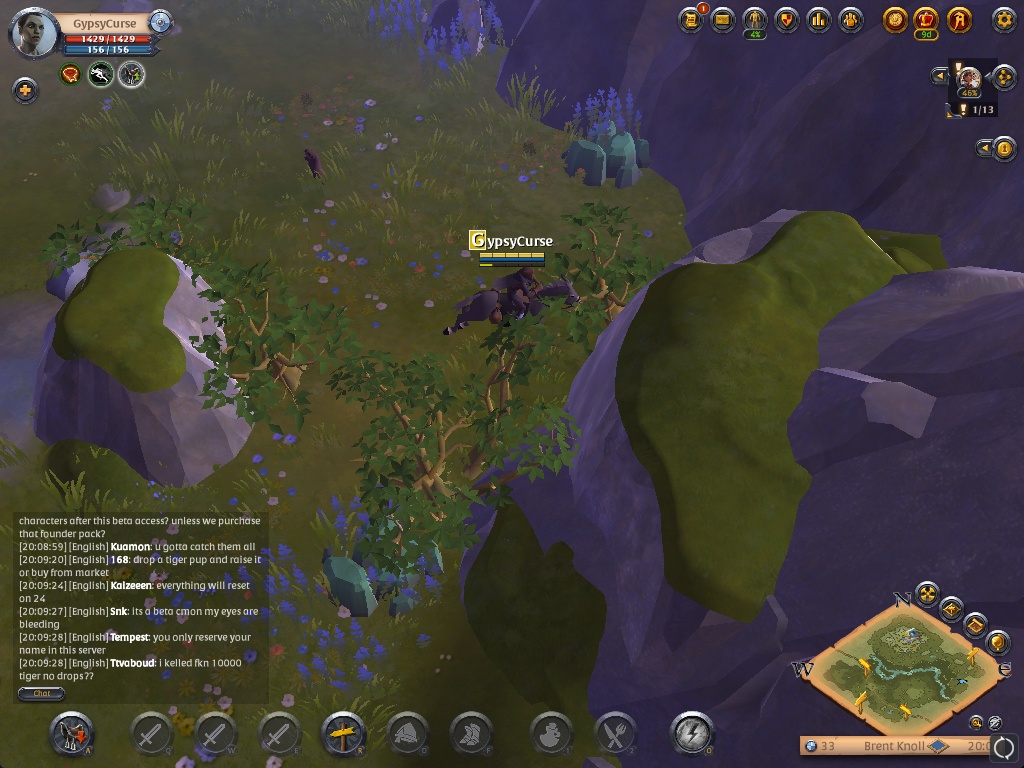 GypsyCurse
1429 / 1429
156 / 156
1
4%
9d
46%
1/13
GypsyCurse
characters after this beta access? unless we purchase
that founder pack?
[20:08:59] [English] Kuamon: u gotta catch them all
[20:09:20] [English] 168: drop a tiger pup and raise it
or buy from market
[20:09:24] [English] Kaizeeen: everything will reset
on 24
[20:09:27] [English] Snk: its a beta cmon my eyes are
bleeding
[20:09:28] [English] Tempest: you only reserve your
name in this server
[20:09:28] [English] Ttvaboud: i kelled fkn 10000
tiger no drops??
Chat
N
W
E
A
Q
W
E
R
D
F
1
2
O
33
Brent Knoll